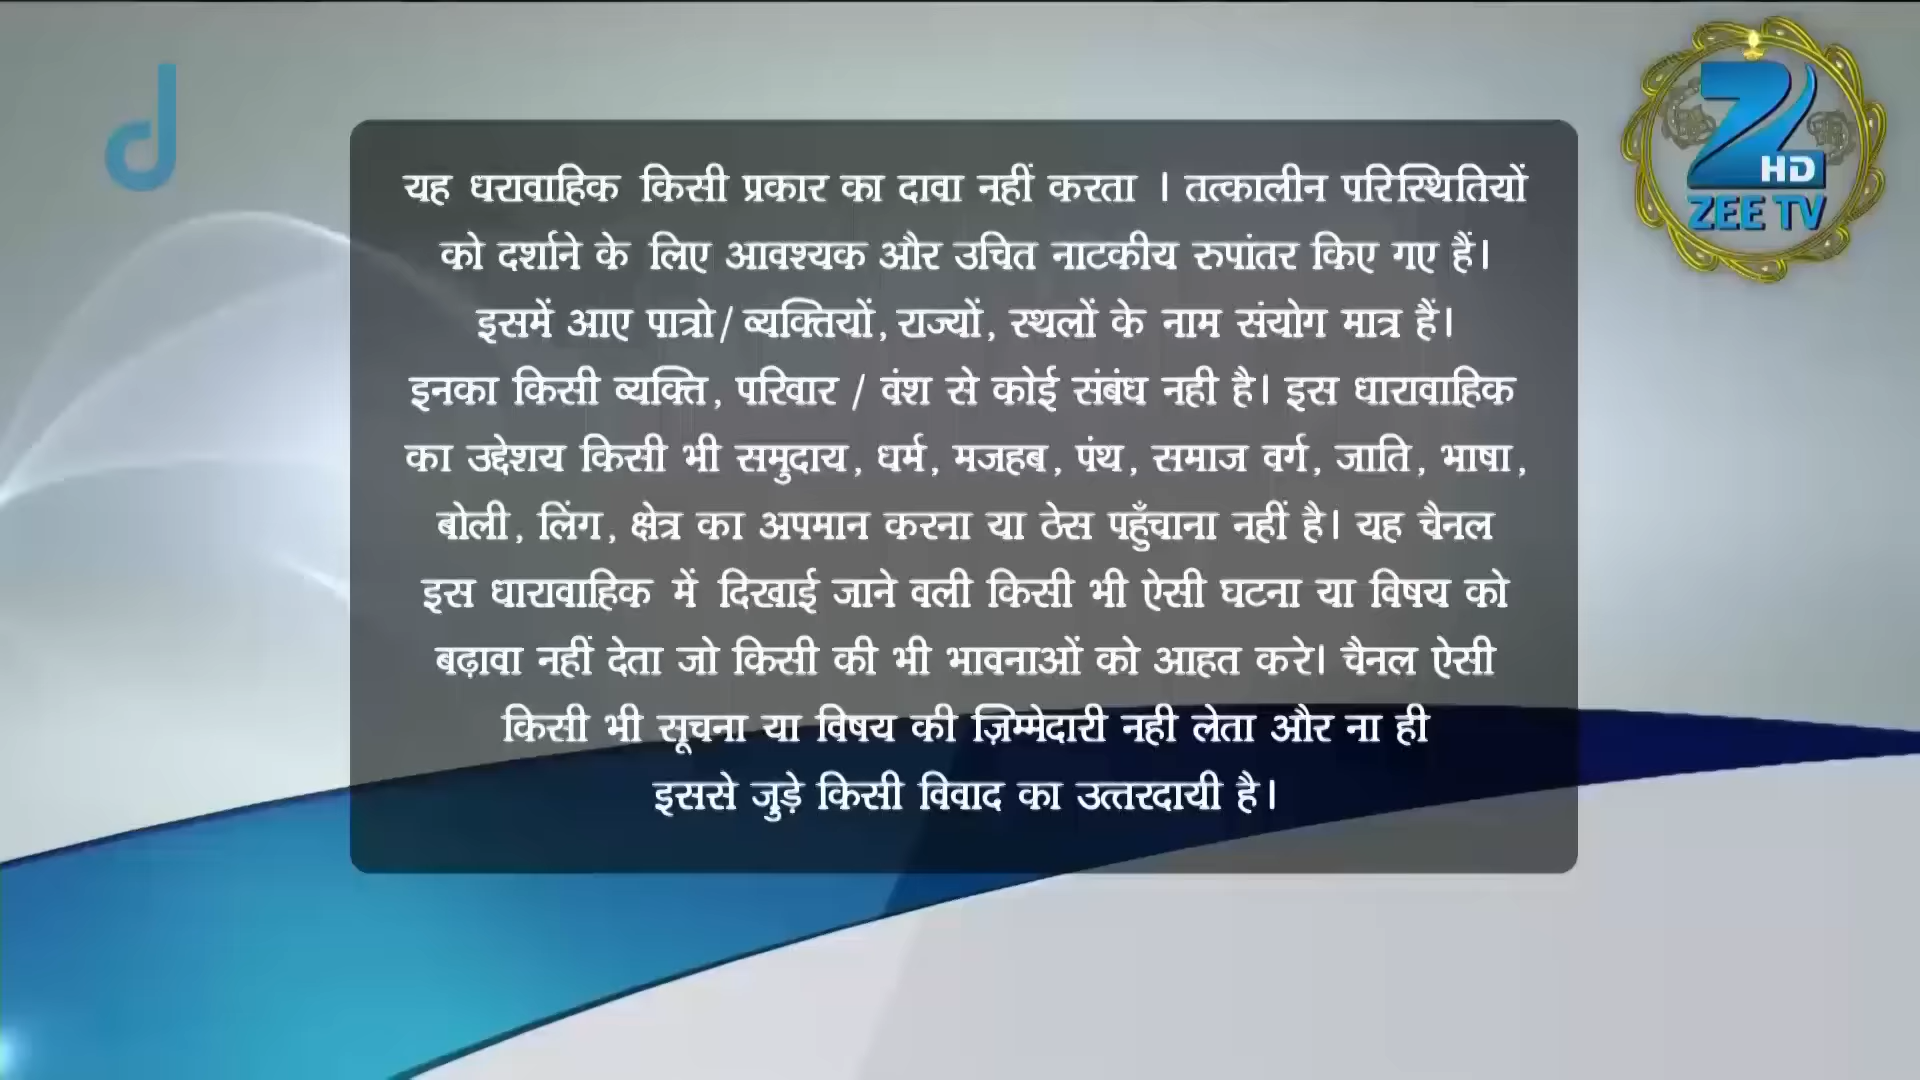 d
Z HD
ZEE TV
यह धरावाहिक किसी प्रकार का दावा नहीं करता । तत्कालीन परिस्थितियों
को दर्शाने के लिए आवश्यक और उचित नाटकीय रुपांतर किए गए हैं।
इसमें आए पात्रो/ व्यक्तियों, राज्यों, स्थलों के नाम संयोग मात्र हैं।
इनका किसी व्यक्ति, परिवार / वंश से कोई संबंध नही है। इस धारावाहिक
का उद्देशय किसी भी समुदाय, धर्म, मजहब, पंथ, समाज वर्ग, जाति, भाषा,
बोली, लिंग, क्षेत्र का अपमान करना या ठेस पहुँचाना नहीं है। यह चैनल
इस धारावाहिक में दिखाई जाने वली किसी भी ऐसी घटना या विषय को
बढ़ावा नहीं देता जो किसी की भी भावनाओं को आहत करे। चैनल ऐसी
किसी भी सूचना या विषय की ज़िम्मेदारी नही लेता और ना ही
इससे जुड़े किसी विवाद का उत्तरदायी है।